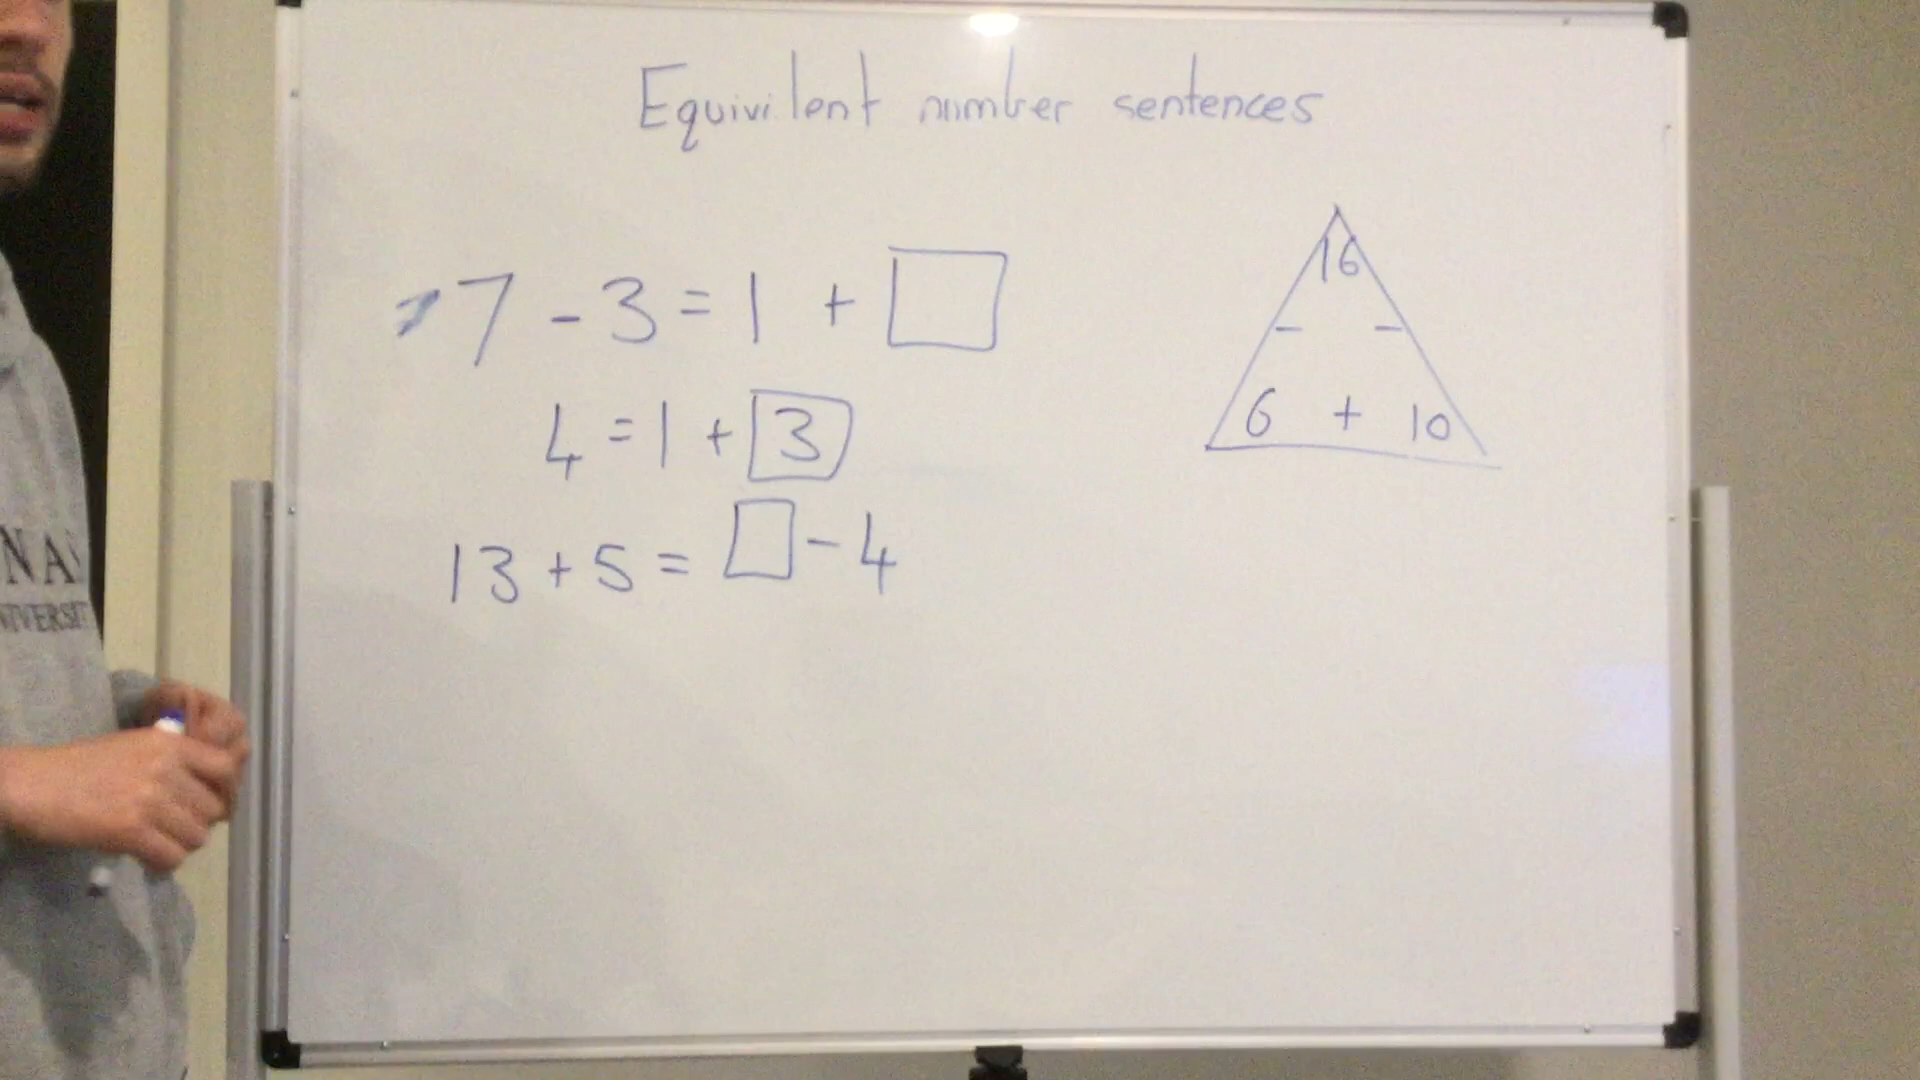 Equivilent number sentences
7 - 3 = 1 + □
4 = 1 + 3
13 + 5 = □ - 4
16
- -
6 + 10